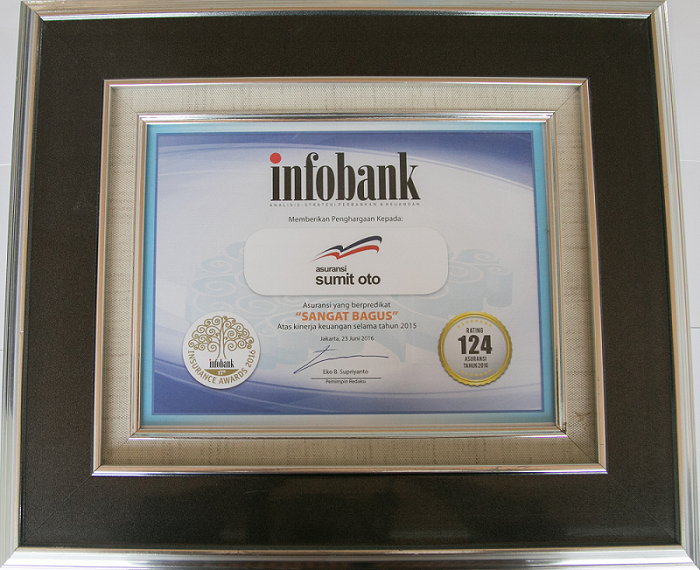 infobank
ANALISIS STRATEGI PERBANKAN & KEUANGAN
Memberikan Penghargaan Kepada:
asuransi
sumit oto
Asuransi yang berpredikat
"SANGAT BAGUS"
Atas kinerja keuangan selama tahun 2015
Jakarta, 23 Juni 2016
Eko B. Supriyanto
Pemimpin Redaksi
infobank
INSURANCE AWARDS 2016
RATING
124
ASURANSI
TAHUN 2016